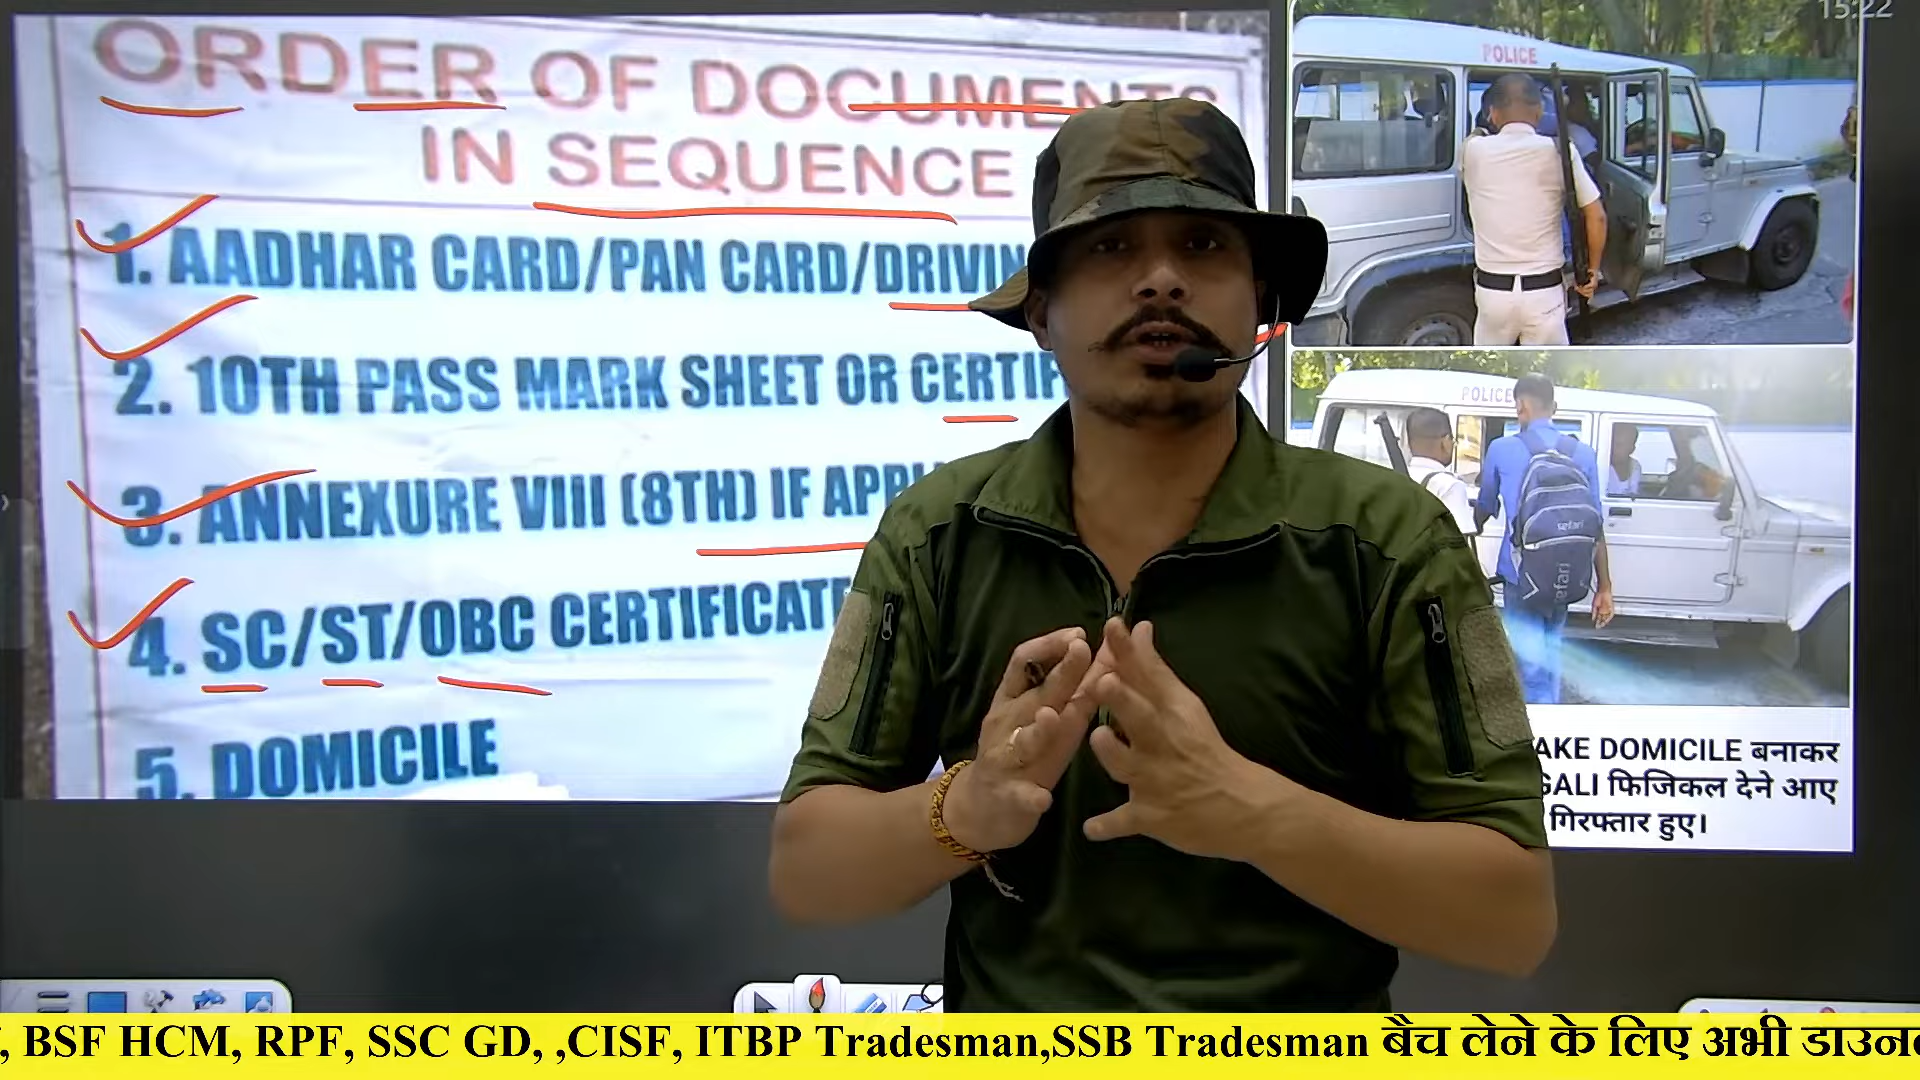 15:22
ORDER OF DOCUMENTS
IN SEQUENCE
1. AADHAR CARD/PAN CARD/DRIVIN
2. 10TH PASS MARK SHEET OR CERTIF
3. ANNEXURE VIII (8TH) IF APPL
4. SC/ST/OBC CERTIFICATE
5. DOMICILE
POLICE
POLICE
safari
safari
AKE DOMICILE बनाकर
GALI फिजिकल देने आए
गिरफ्तार हुए।
, BSF HCM, RPF, SSC GD, ,CISF, ITBP Tradesman,SSB Tradesman बैच लेने के लिए अभी डाउनल